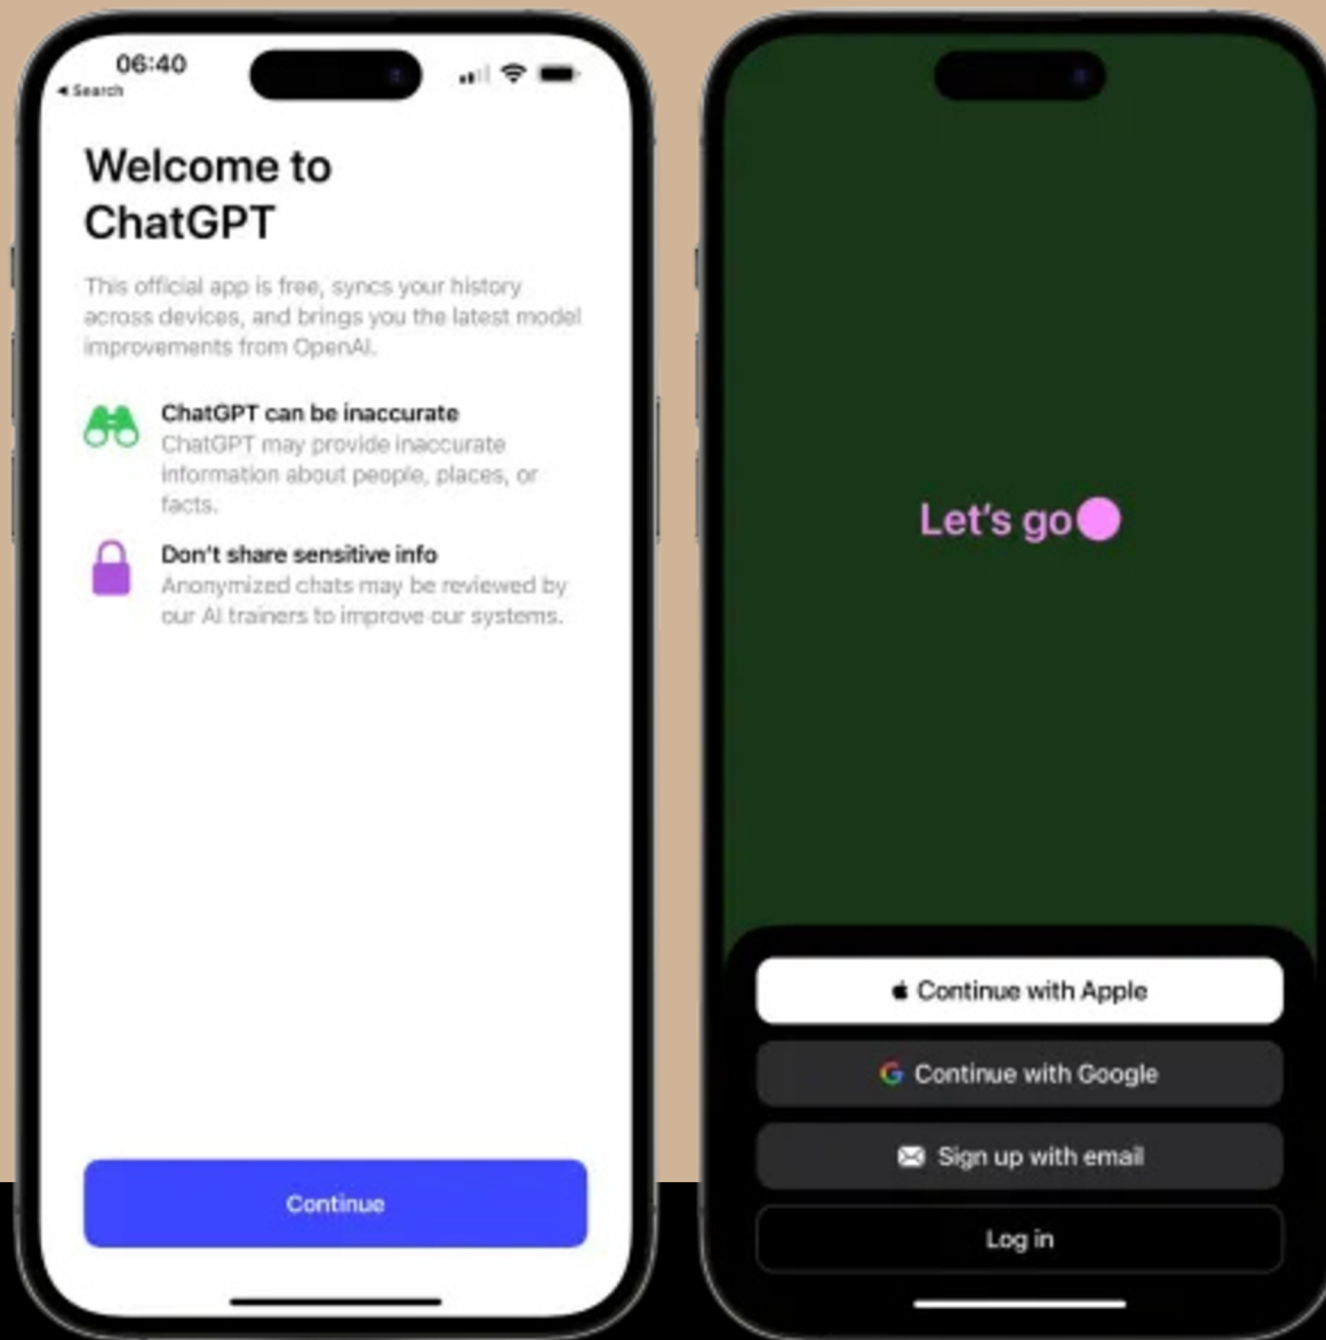 06:40
◀ Search
Welcome to
ChatGPT
This official app is free, syncs your history
across devices, and brings you the latest model
improvements from OpenAI.
ChatGPT can be inaccurate
ChatGPT may provide inaccurate
information about people, places, or
facts.
Don't share sensitive info
Anonymized chats may be reviewed by
our AI trainers to improve our systems.
Continue
Let's go
Continue with Apple
Continue with Google
Sign up with email
Log in